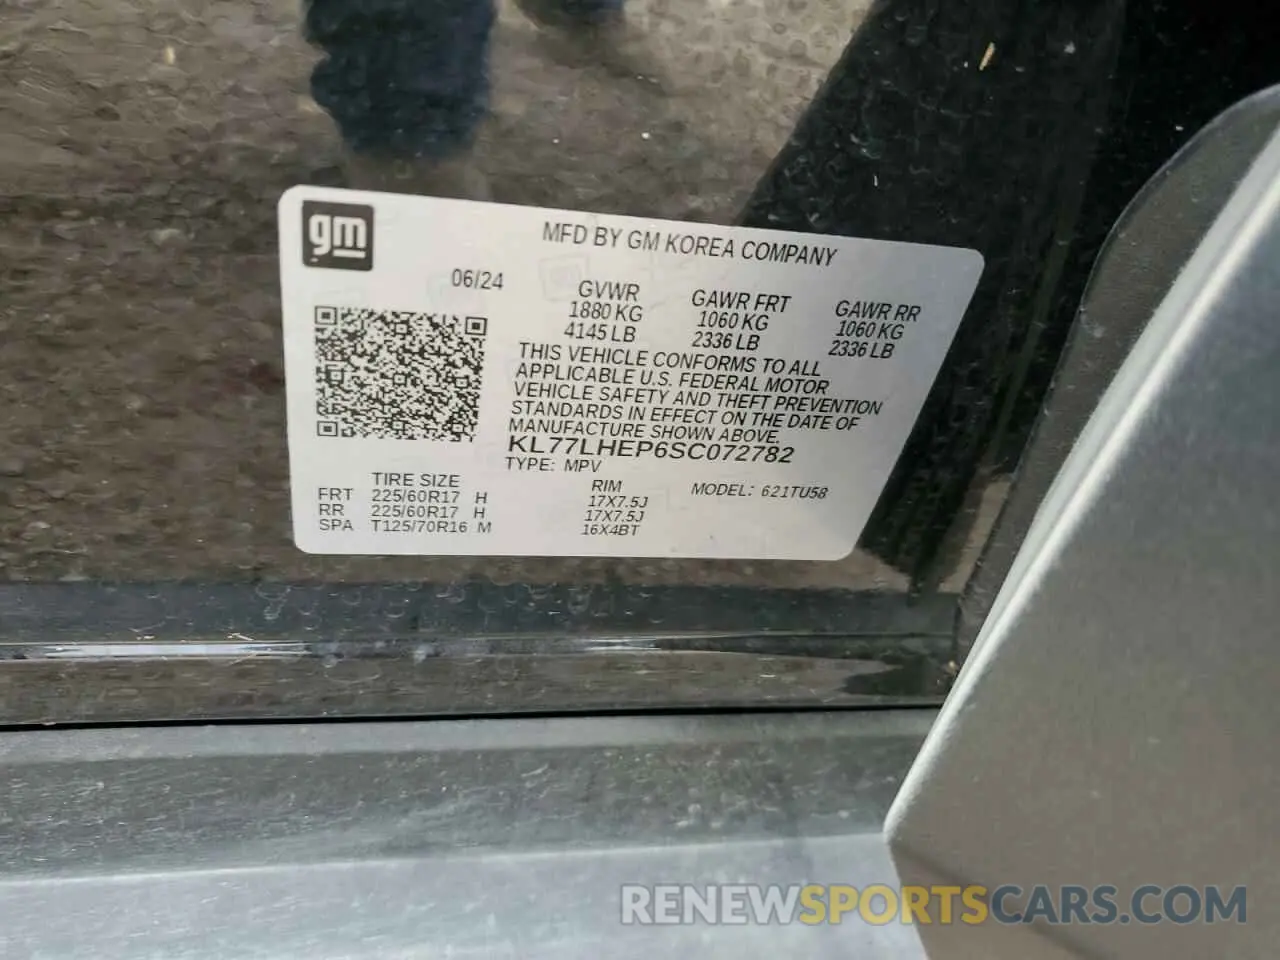 gm
MFD BY GM KOREA COMPANY
06/24
GVWR GAWR FRT GAWR RR
1880 KG 1060 KG 1060 KG
4145 LB 2336 LB 2336 LB
THIS VEHICLE CONFORMS TO ALL
APPLICABLE U.S. FEDERAL MOTOR
VEHICLE SAFETY AND THEFT PREVENTION
STANDARDS IN EFFECT ON THE DATE OF
MANUFACTURE SHOWN ABOVE.
KL77LHEP6SC072782
TYPE: MPV
TIRE SIZE RIM MODEL: 621TU58
FRT 225/60R17 H 17X7.5J
RR 225/60R17 H 17X7.5J
SPA T125/70R16 M 16X4BT
RENEWSPORTSCARS.COM